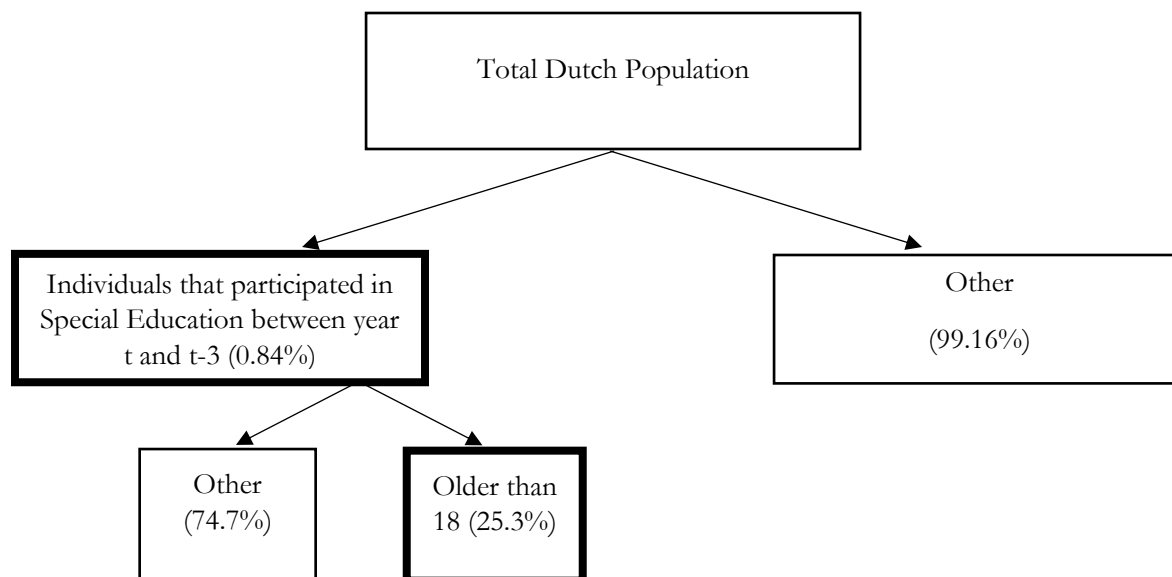 Total Dutch Population
Individuals that participated in
Special Education between year
t and t-3 (0.84%)
Other
(99.16%)
Other
(74.7%)
Older than
18 (25.3%)